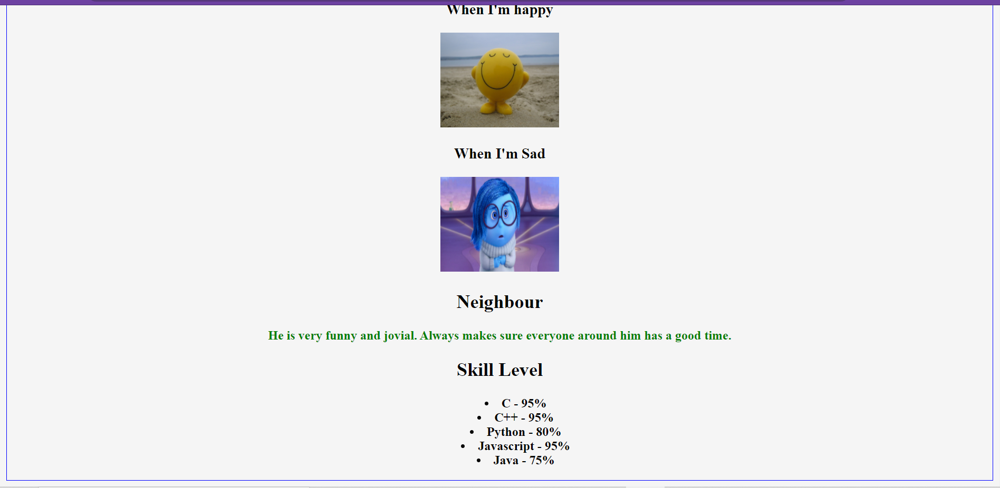 When I'm happy
When I'm Sad
Neighbour
He is very funny and jovial. Always makes sure everyone around him has a good time.
Skill Level
• C - 95%
• C++ - 95%
• Python - 80%
• Javascript - 95%
• Java - 75%